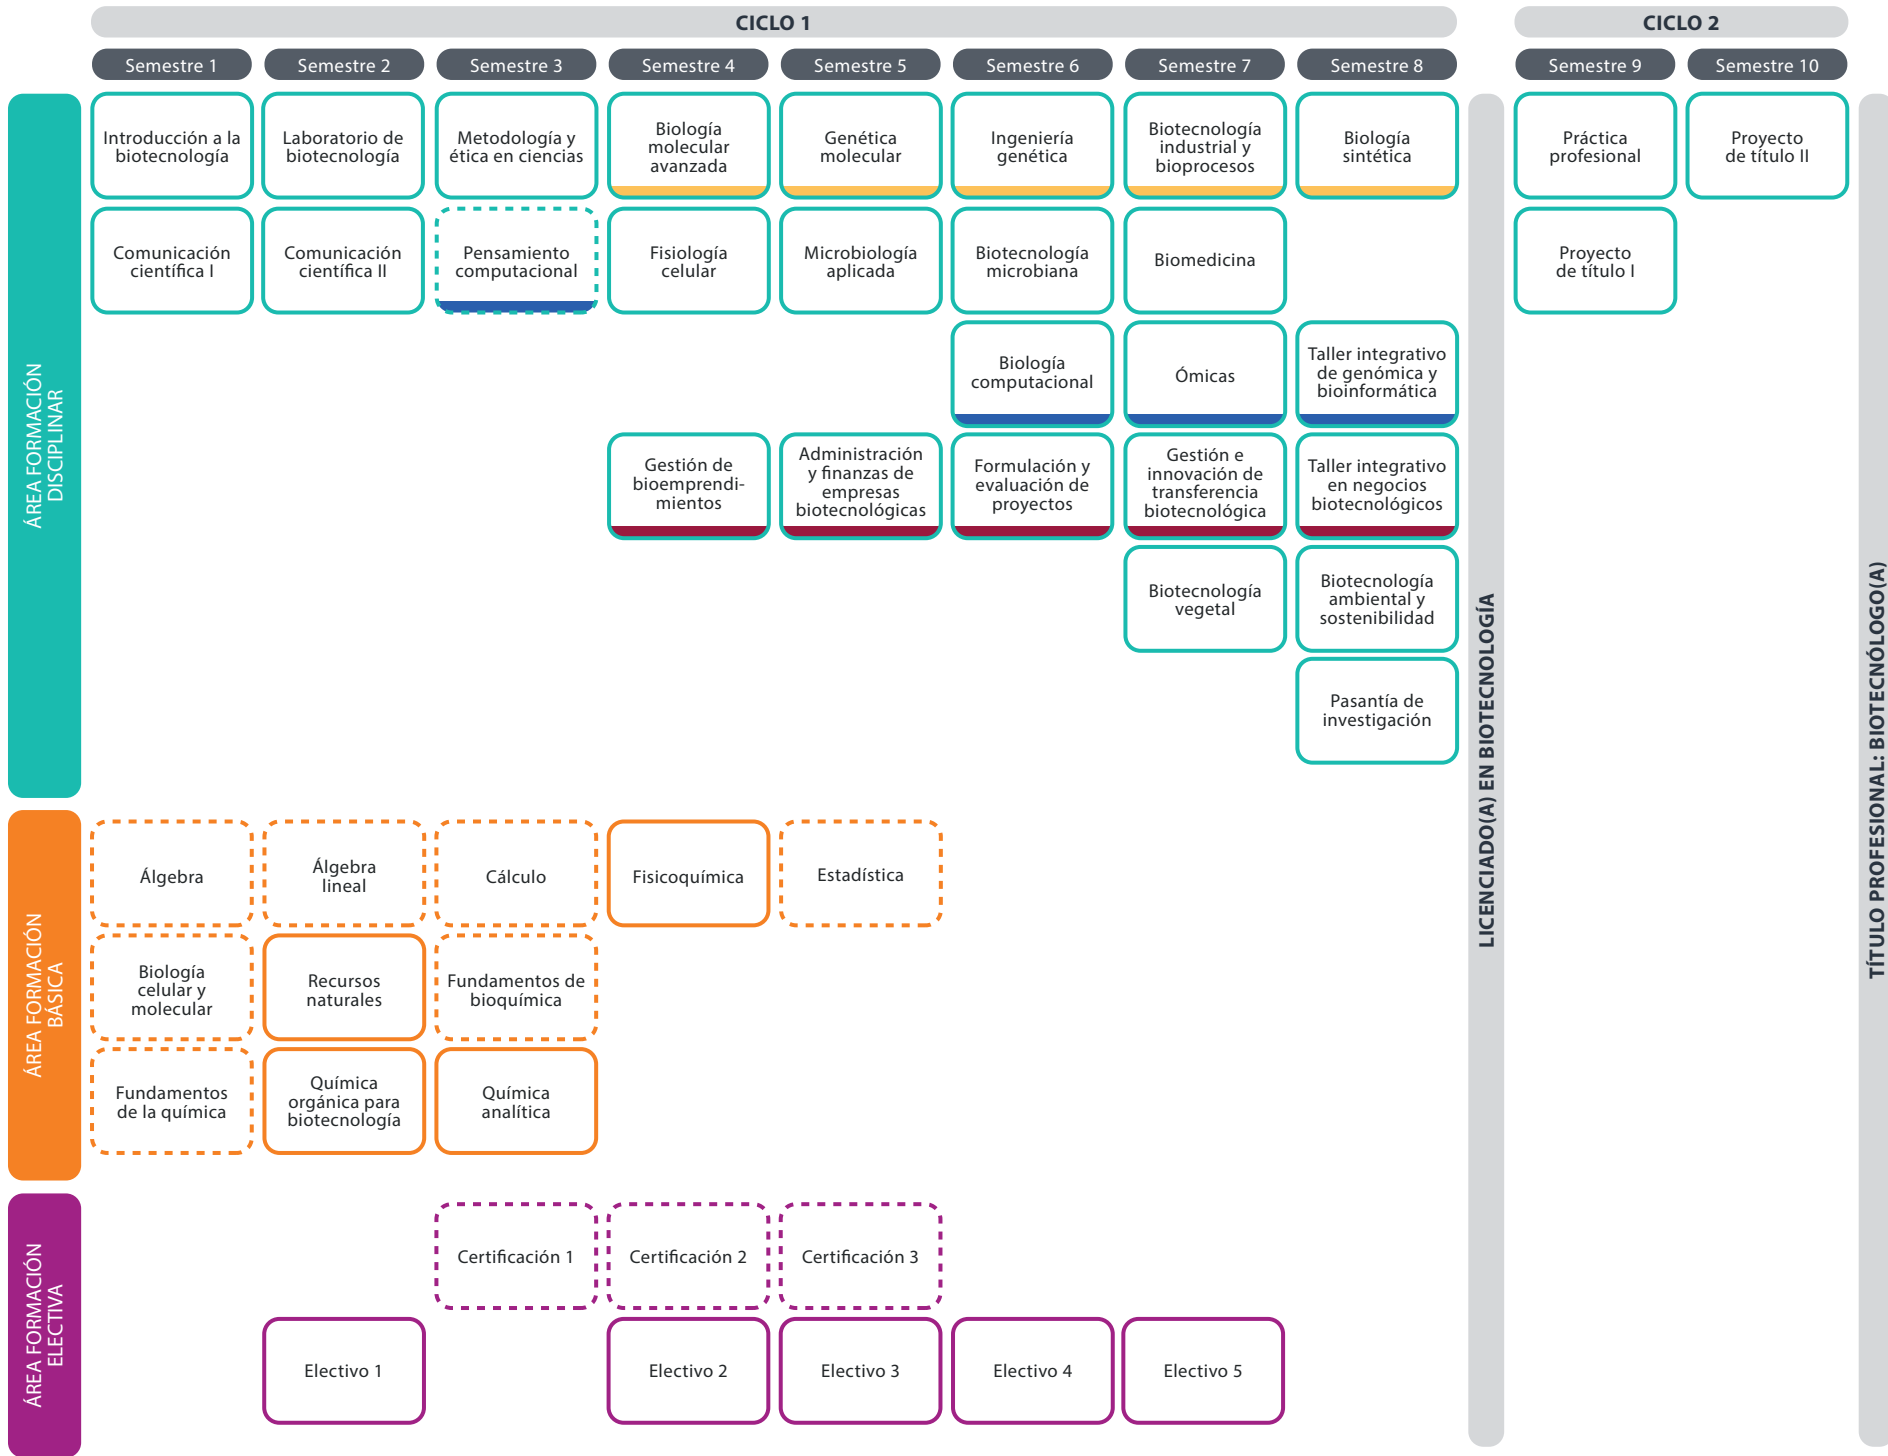 CICLO 1
CICLO 2
Semestre 1
Semestre 2
Semestre 3
Semestre 4
Semestre 5
Semestre 6
Semestre 7
Semestre 8
Semestre 9
Semestre 10
ÁREA FORMACIÓN
DISCIPLINAR
Introducción a la
biotecnología
Laboratorio de
biotecnología
Metodología y
ética en ciencias
Biología
molecular
avanzada
Genética
molecular
Ingeniería
genética
Biotecnología
industrial y
bioprocesos
Biología
sintética
Práctica
profesional
Proyecto
de título II
Comunicación
científica I
Comunicación
científica II
Pensamiento
computacional
Fisiología
celular
Microbiología
aplicada
Biotecnología
microbiana
Biomedicina
Proyecto
de título I
Biología
computacional
Ómicas
Taller integrativo
de genómica y
bioinformática
Gestión de
bioemprendi-
mientos
Administración
y finanzas de
empresas
biotecnológicas
Formulación y
evaluación de
proyectos
Gestión e
innovación de
transferencia
biotecnológica
Taller integrativo
en negocios
biotecnológicos
Biotecnología
vegetal
Biotecnología
ambiental y
sostenibilidad
Pasantía de
investigación
LICENCIADO(A) EN BIOTECNOLOGÍA
TÍTULO PROFESIONAL: BIOTECNÓLOGO(A)
ÁREA FORMACIÓN
BÁSICA
Álgebra
Álgebra
lineal
Cálculo
Fisicoquímica
Estadística
Biología
celular y
molecular
Recursos
naturales
Fundamentos de
bioquímica
Fundamentos
de la química
Química
orgánica para
biotecnología
Química
analítica
ÁREA FORMACIÓN
ELECTIVA
Certificación 1
Certificación 2
Certificación 3
Electivo 1
Electivo 2
Electivo 3
Electivo 4
Electivo 5